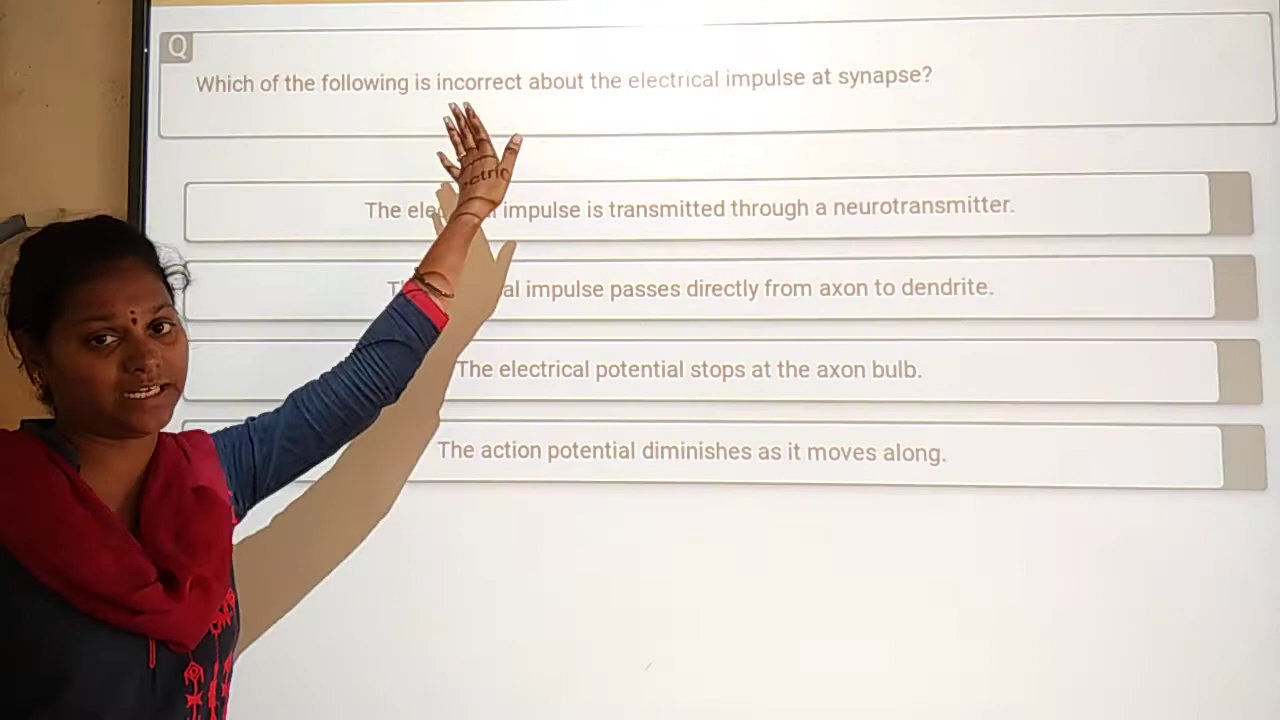 Q
Which of the following is incorrect about the electrical impulse at synapse?
The impulse is transmitted through a neurotransmitter.
impulse passes directly from axon to dendrite.
The electrical potential stops at the axon bulb.
The action potential diminishes as it moves along.